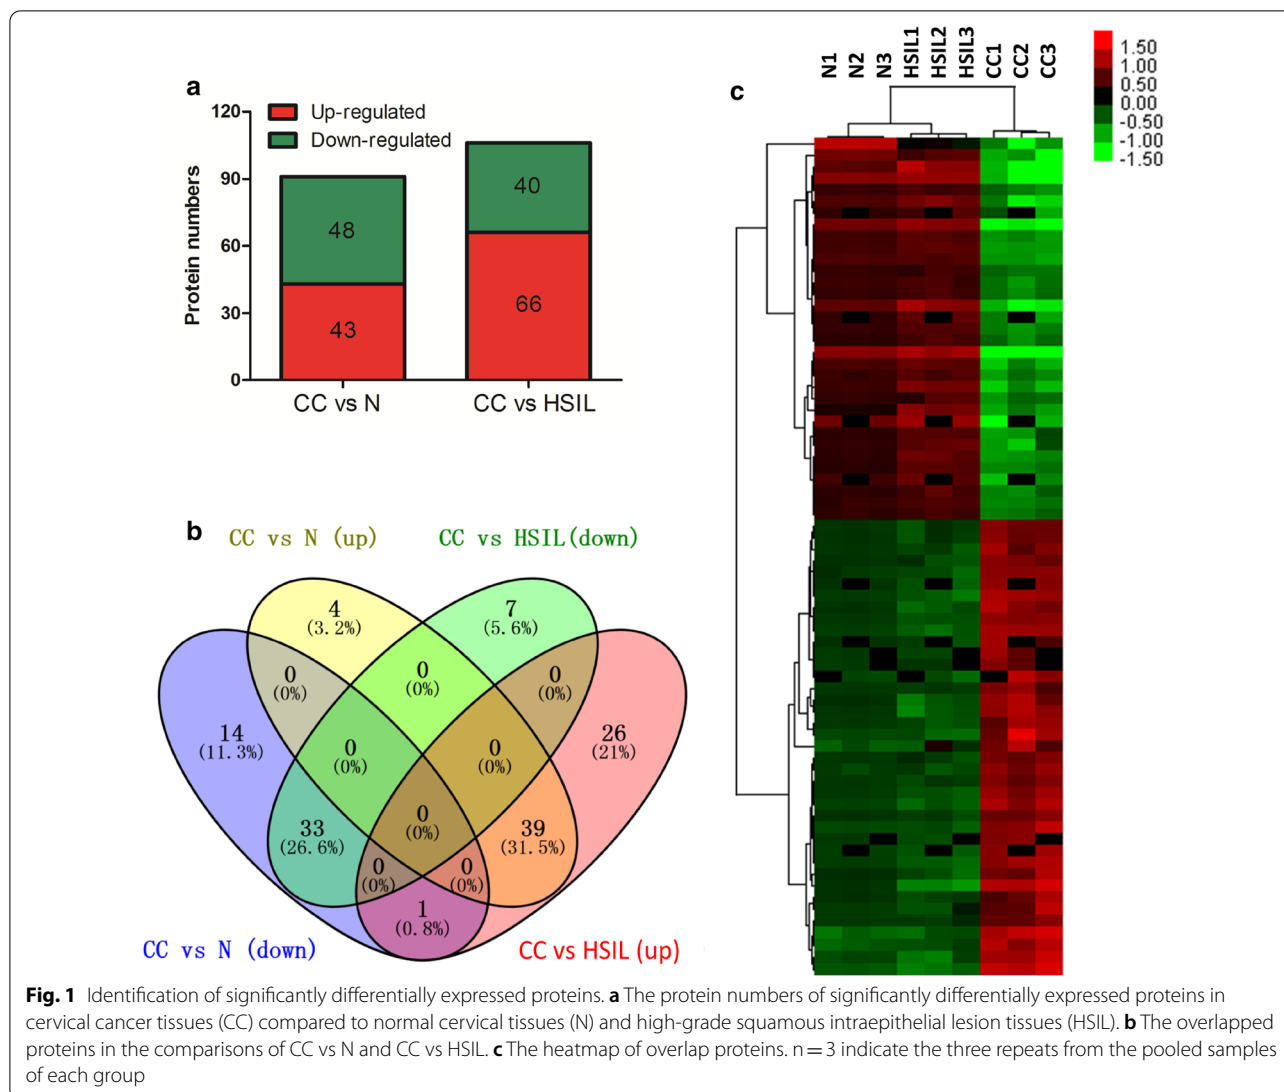 a
Up-regulated
Down-regulated
Protein numbers
120
90
60
30
0
48
43
40
66
CC vs N
CC vs HSIL
b
CC vs N (up)
CC vs HSIL(down)
4
(3.2%)
7
(5.6%)
0
(0%)
0
(0%)
0
(0%)
14
(11.3%)
26
(21%)
0
(0%)
0
(0%)
33
(26.6%)
0
(0%)
39
(31.5%)
0
(0%)
0
(0%)
1
(0.8%)
CC vs N (down)
CC vs HSIL (up)
c
N1
N2
N3
HSIL1
HSIL2
HSIL3
CC1
CC2
CC3
1.50
1.00
0.50
0.00
-0.50
-1.00
-1.50
Fig. 1 Identification of significantly differentially expressed proteins. a The protein numbers of significantly differentially expressed proteins in
cervical cancer tissues (CC) compared to normal cervical tissues (N) and high-grade squamous intraepithelial lesion tissues (HSIL). b The overlapped
proteins in the comparisons of CC vs N and CC vs HSIL. c The heatmap of overlap proteins. n = 3 indicate the three repeats from the pooled samples
of each group